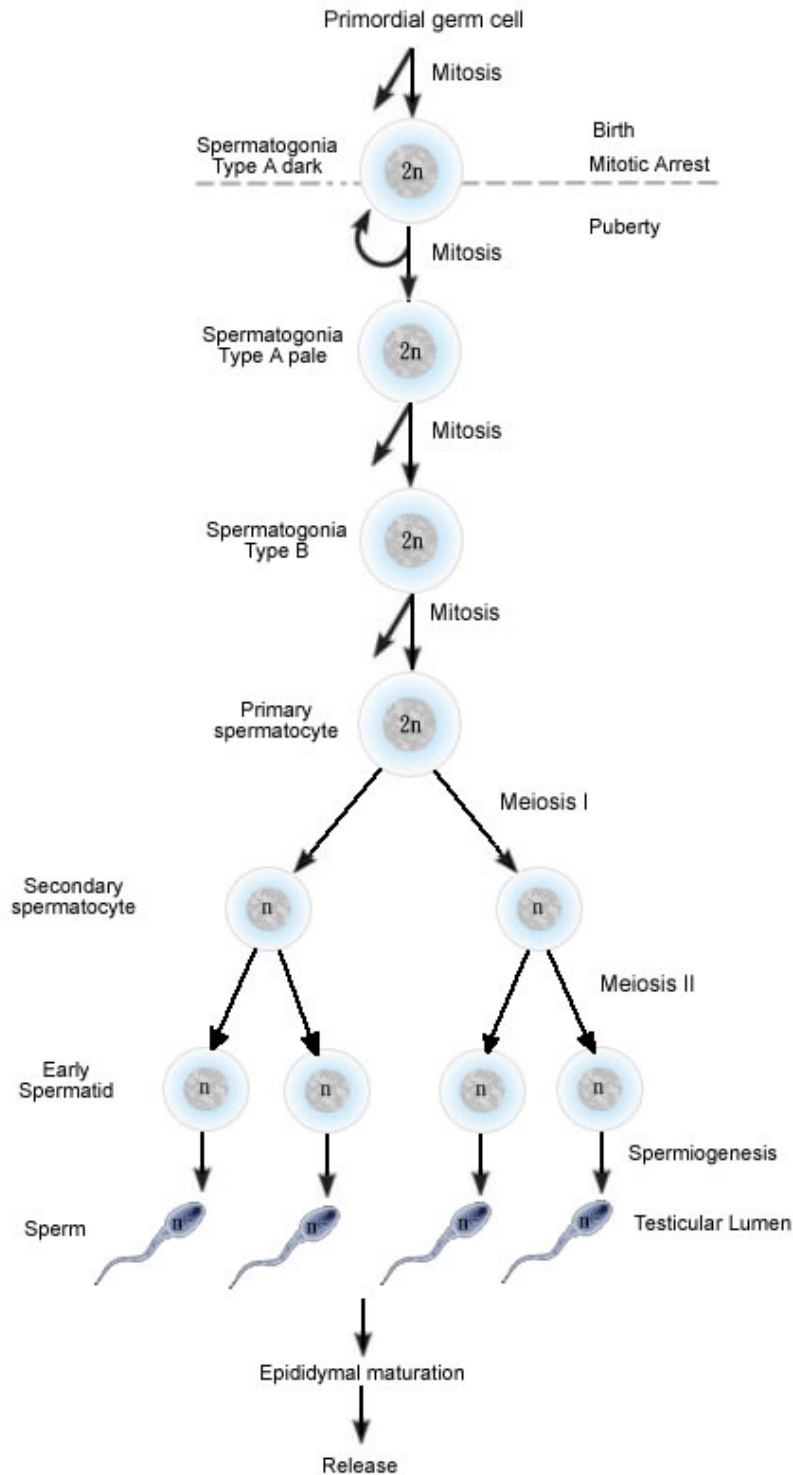 Primordial germ cell
Mitosis
Spermatogonia
Type A dark
2n
Birth
Mitotic Arrest
Puberty
Mitosis
Spermatogonia
Type A pale
2n
Mitosis
Spermatogonia
Type B
2n
Mitosis
Primary
spermatocyte
2n
Meiosis I
Secondary
spermatocyte
n
n
Meiosis II
Early
Spermatid
n
n
n
n
Spermiogenesis
Sperm
n
n
n
n
Testicular Lumen
Epididymal maturation
Release